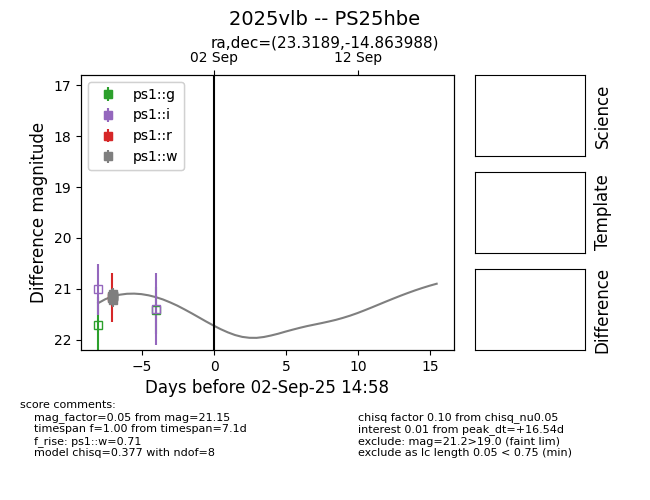 2025vlb -- PS25hbe
ra,dec=(23.3189,-14.863988)
02 Sep 12 Sep
17
18
19
20
21
22
Difference magnitude
ps1::g
ps1::i
ps1::r
ps1::w
Science
Template
Difference
−5 0 5 10 15
Days before 02-Sep-25 14:58
score comments:
mag_factor=0.05 from mag=21.15
timespan f=1.00 from timespan=7.1d
f_rise: ps1::w=0.71
model chisq=0.377 with ndof=8
chisq factor 0.10 from chisq_nu0.05
interest 0.01 from peak_dt=+16.54d
exclude: mag=21.2>19.0 (faint lim)
exclude as lc length 0.05 < 0.75 (min)